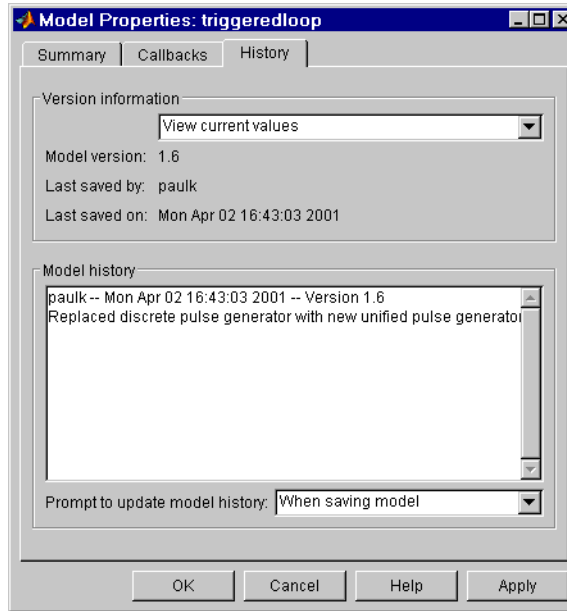 Model Properties: triggeredloop
Summary Callbacks History
Version information
View current values
Model version: 1.6
Last saved by: paulk
Last saved on: Mon Apr 02 16:43:03 2001
Model history
paulk -- Mon Apr 02 16:43:03 2001 -- Version 1.6
Replaced discrete pulse generator with new unified pulse generator
Prompt to update model history: When saving model
OK Cancel Help Apply